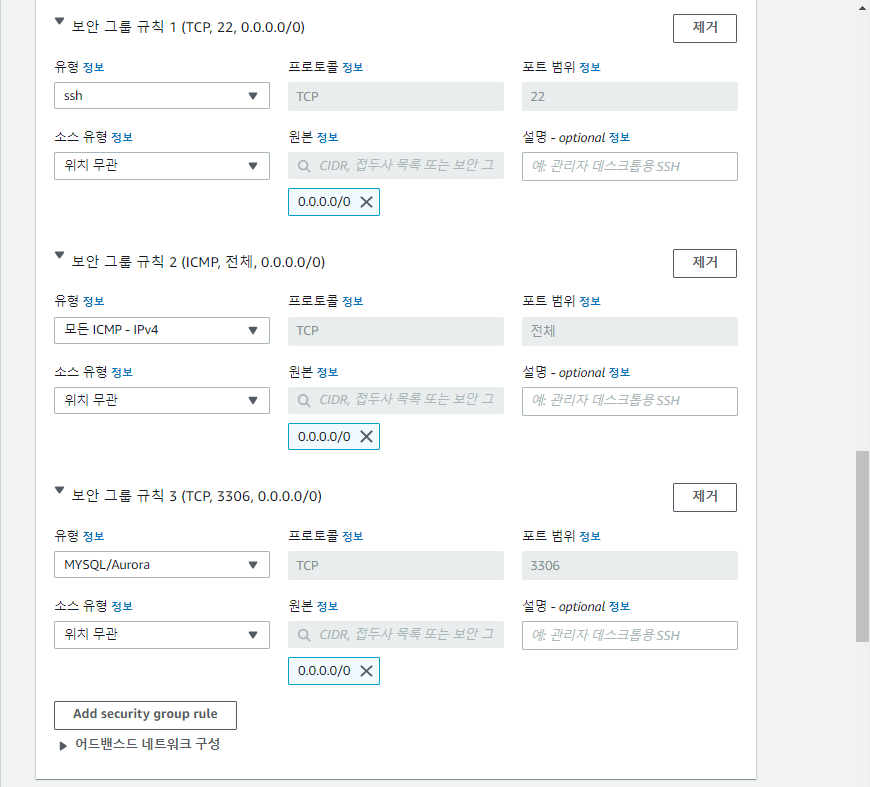 보안 그룹 규칙 1 (TCP, 22, 0.0.0.0/0) 제거
유형 정보 프로토콜 정보 포트 범위 정보
ssh TCP 22
소스 유형 정보 원본 정보 설명 - optional 정보
위치 무관 CIDR, 접두사 목록 또는 보안 그 예: 관리자 데스크톱용 SSH
0.0.0.0/0
보안 그룹 규칙 2 (ICMP, 전체, 0.0.0.0/0) 제거
유형 정보 프로토콜 정보 포트 범위 정보
모든 ICMP - IPv4 TCP 전체
소스 유형 정보 원본 정보 설명 - optional 정보
위치 무관 CIDR, 접두사 목록 또는 보안 그 예: 관리자 데스크톱용 SSH
0.0.0.0/0
보안 그룹 규칙 3 (TCP, 3306, 0.0.0.0/0) 제거
유형 정보 프로토콜 정보 포트 범위 정보
MYSQL/Aurora TCP 3306
소스 유형 정보 원본 정보 설명 - optional 정보
위치 무관 CIDR, 접두사 목록 또는 보안 그 예: 관리자 데스크톱용 SSH
0.0.0.0/0
Add security group rule
어드밴스드 네트워크 구성